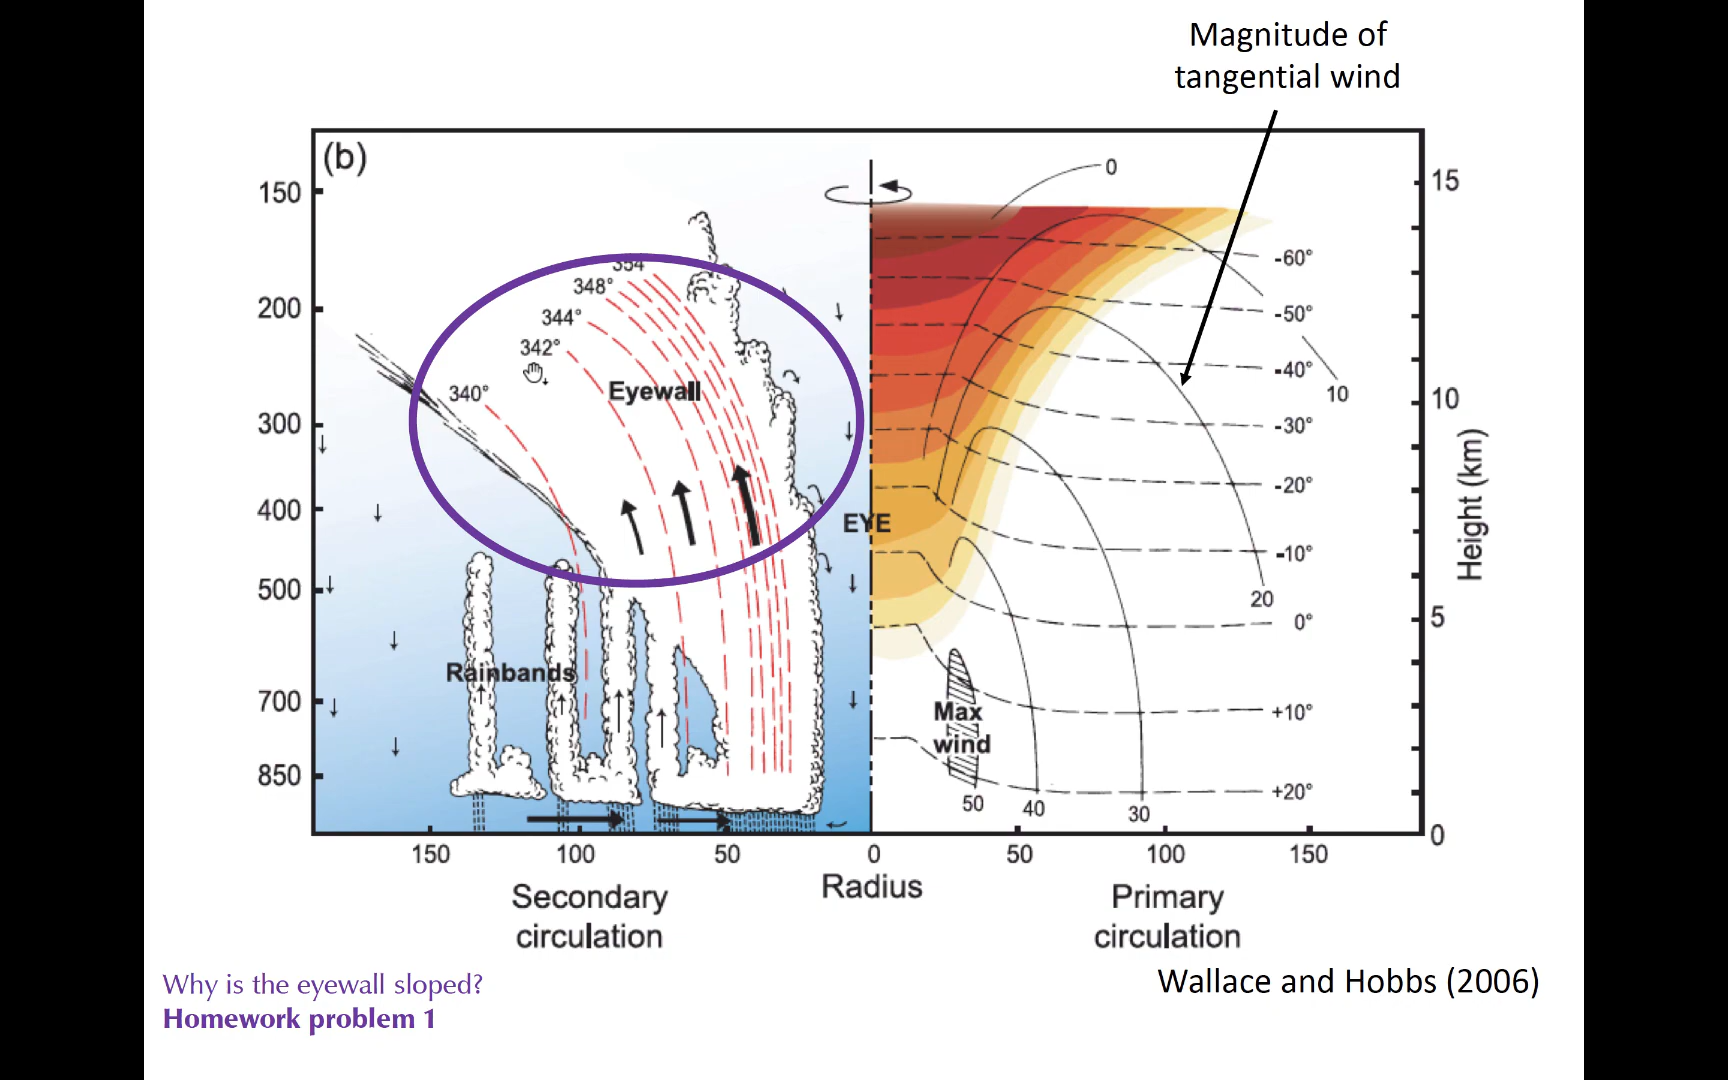 Magnitude of
tangential wind
(b)
0
150
15
354
-60°
348°
200
-50°
344°
342°
-40°
340°
Eyewall
10
10
300
-30°
-20°
400
EYE
-10°
Height (km)
500
20
0°
5
Rainbands
700
Max
wind
+10°
850
50
40
30
+20°
0
150
100
50
0
50
100
150
Radius
Secondary
circulation
Primary
circulation
Why is the eyewall sloped?
Homework problem 1
Wallace and Hobbs (2006)